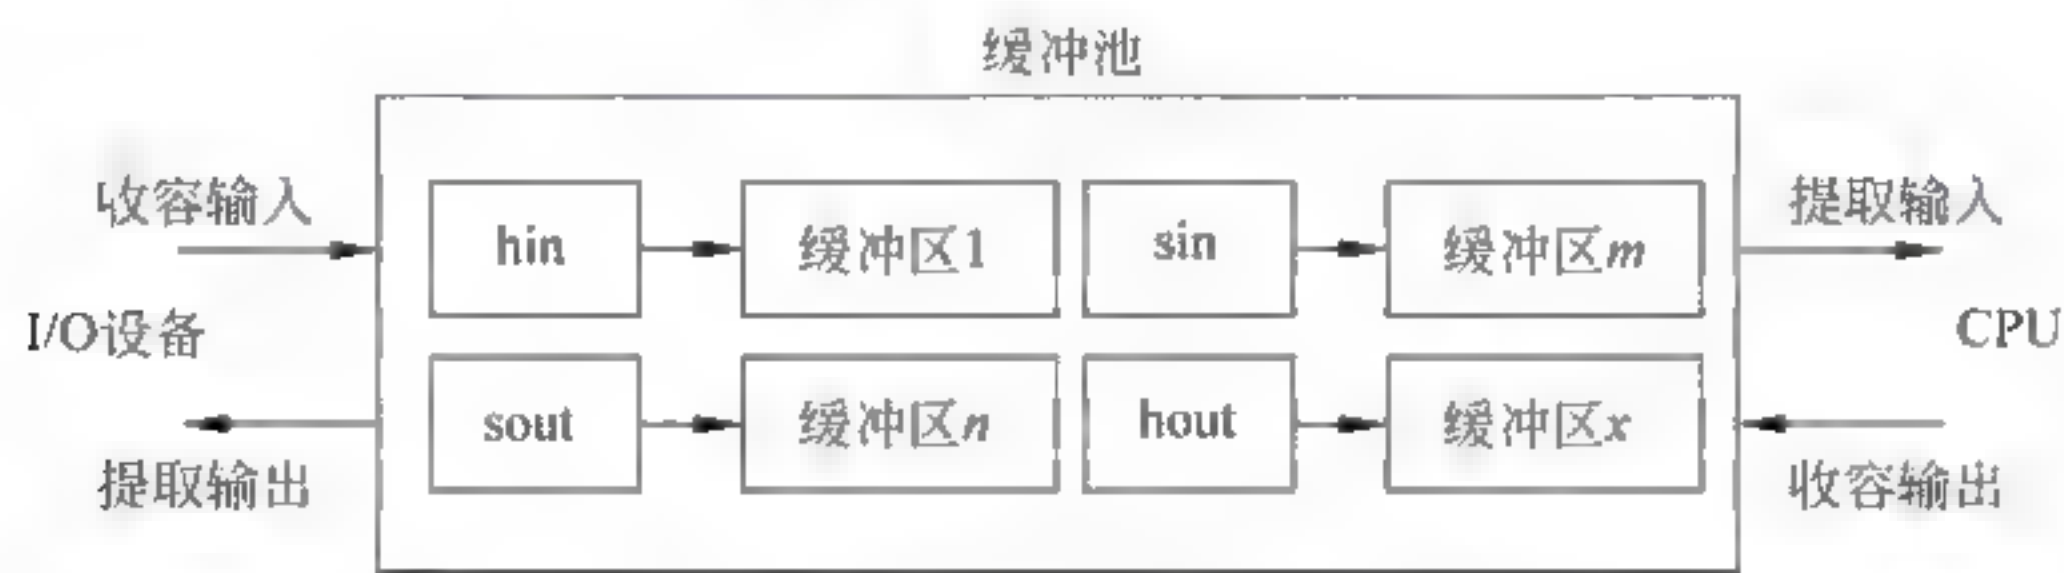 缓冲池
收容输入
hin
缓冲区1
sin
缓冲区m
提取输入
I/O设备
CPU
sout
缓冲区n
hout
缓冲区x
提取输出
收容输出